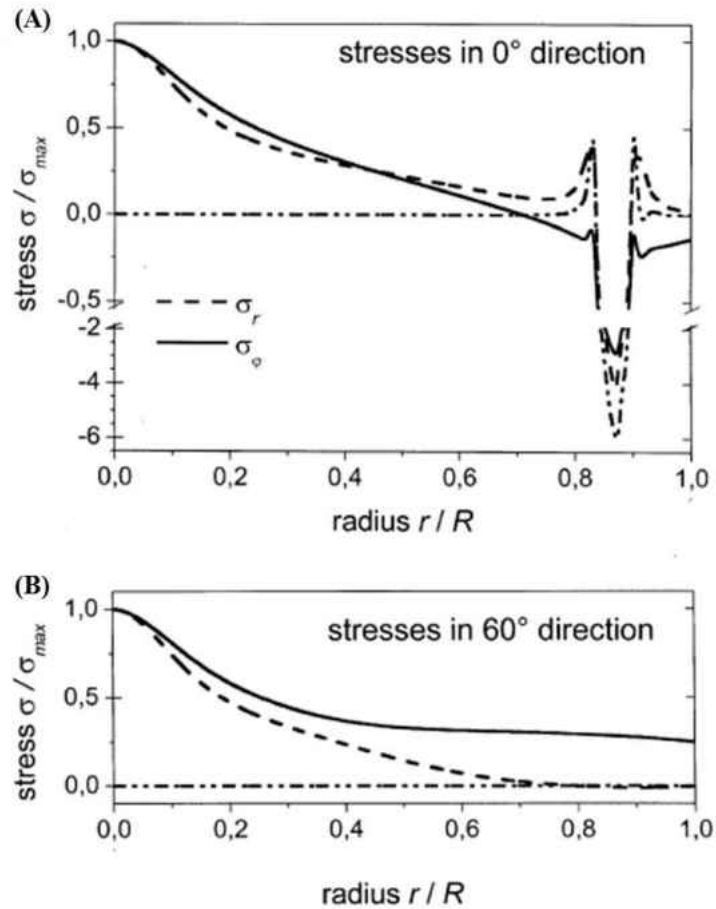 (A)
stresses in 0° direction
stress σ / σmax
1,0
0,5
0,0
-0,5
-2
-4
-6
σr
σφ
0,0 0,2 0,4 0,6 0,8 1,0
radius r / R
(B)
stresses in 60° direction
stress σ / σmax
1,0
0,5
0,0
0,0 0,2 0,4 0,6 0,8 1,0
radius r / R